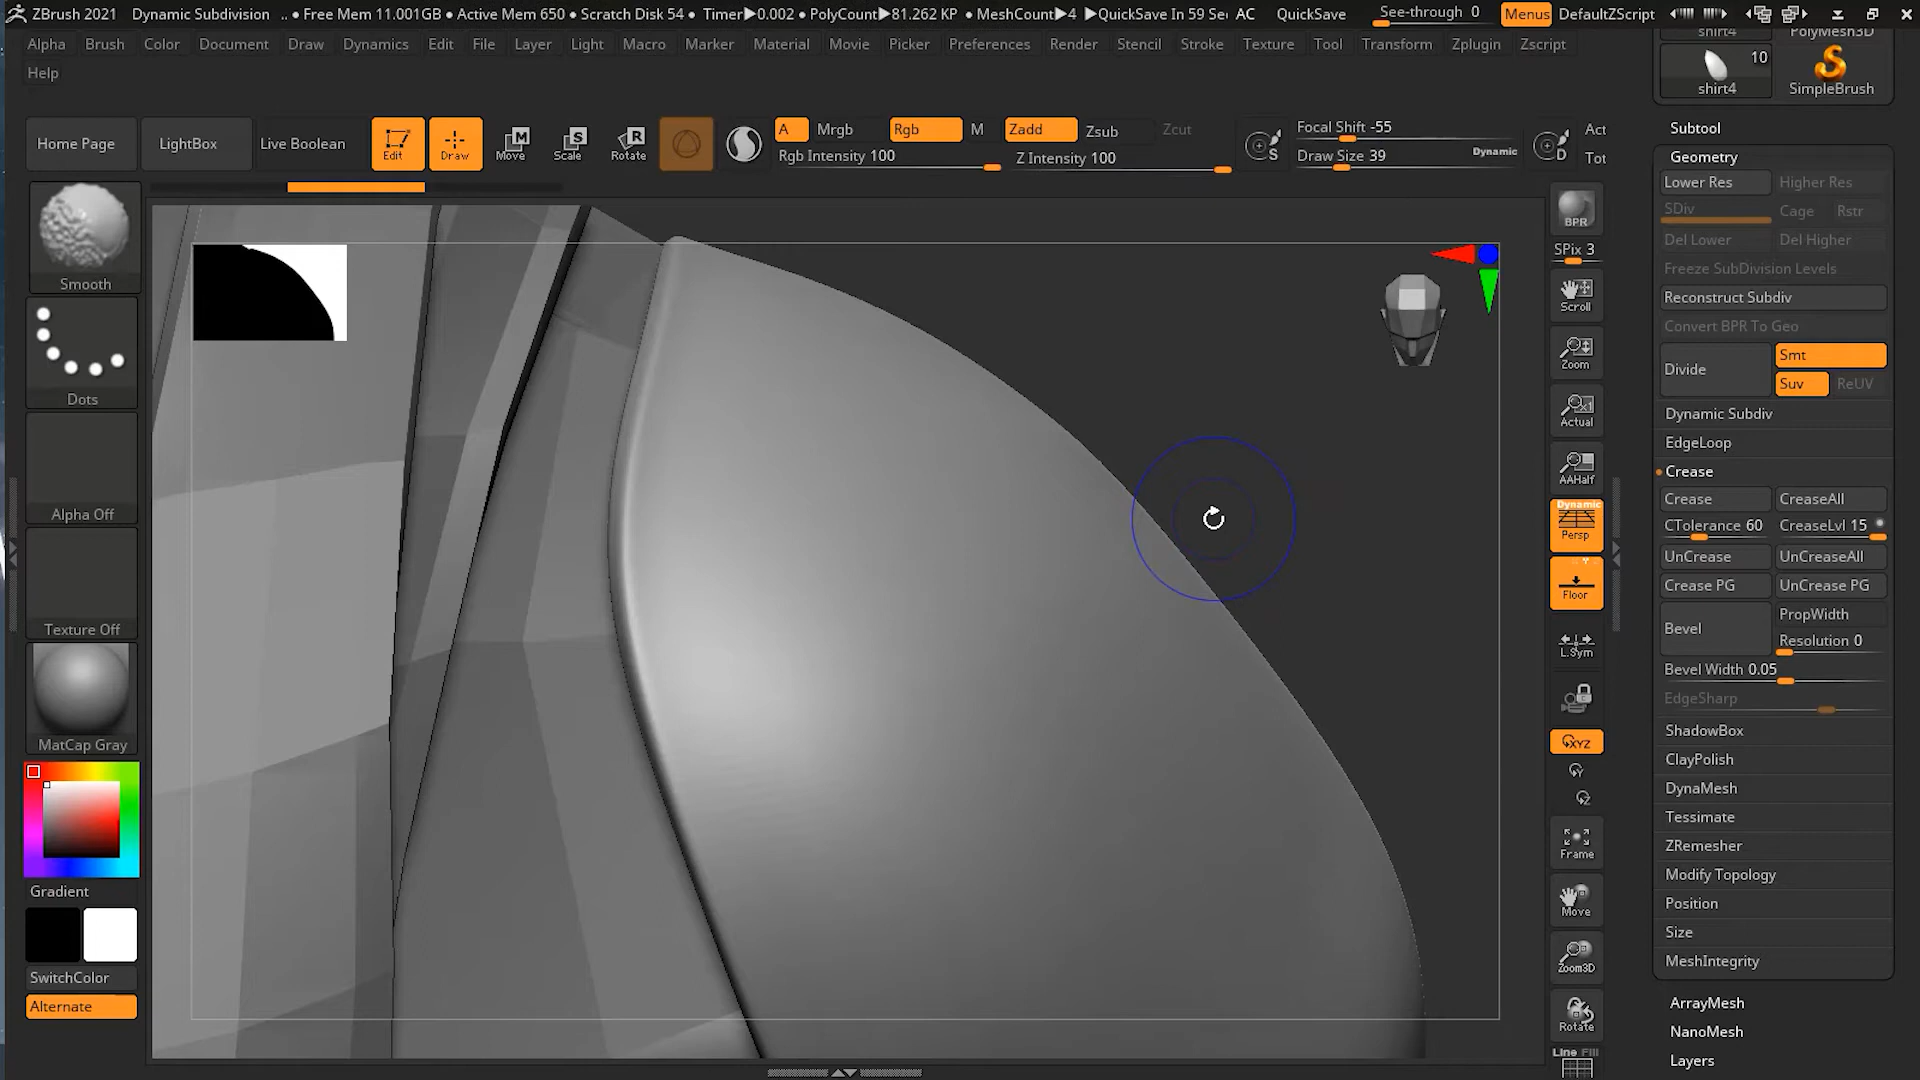 ZBrush 2021 Dynamic Subdivision .. ● Free Mem 11.001GB ● Active Mem 650 ● Scratch Disk 54 ● Timer▶0.002 ● PolyCount▶81.262 KP ● MeshCount▶4 ▶QuickSave In 59 Se AC QuickSave See-through 0 Menus DefaultZScript
Alpha Brush Color Document Draw Dynamics Edit File Layer Light Macro Marker Material Movie Picker Preferences Render Stencil Stroke Texture Tool Transform Zplugin Zscript
Help
Home Page LightBox Live Boolean Edit Draw Move Scale Rotate
M S R
A Mrgb Rgb M Zadd Zsub Zcut
Rgb Intensity 100 Z Intensity 100
S Focal Shift -55
Draw Size 39 Dynamic
D Act
Tot
Smooth
Dots
Alpha Off
Texture Off
MatCap Gray
Gradient
SwitchColor
Alternate
BPR
SPix 3
Scroll
Zoom
Actual
AAHalf
Dynamic
Persp
Floor
L.Sym
XYZ
Y
Z
Frame
Move
Zoom3D
Rotate
Line Fill
shirt4 PolyMesh3D
10
shirt4 SimpleBrush
Subtool
Geometry
Lower Res Higher Res
SDiv Cage Rstr
Del Lower Del Higher
Freeze SubDivision Levels
Reconstruct Subdiv
Convert BPR To Geo
Divide Smt
Suv ReUV
Dynamic Subdiv
EdgeLoop
Crease
Crease CreaseAll
CTolerance 60 CreaseLvl 15
UnCrease UnCreaseAll
Crease PG UnCrease PG
Bevel PropWidth
Resolution 0
Bevel Width 0.05
EdgeSharp
ShadowBox
ClayPolish
DynaMesh
Tessimate
ZRemesher
Modify Topology
Position
Size
MeshIntegrity
ArrayMesh
NanoMesh
Layers